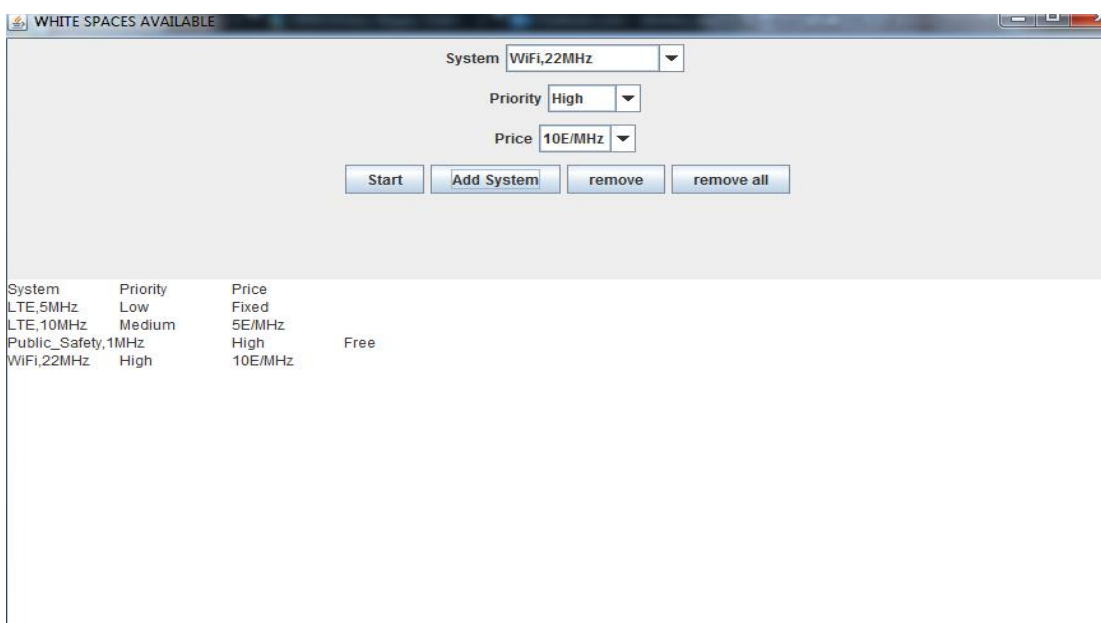 WHITE SPACES AVAILABLE
System WiFi,22MHz
Priority High
Price 10E/MHz
Start Add System remove remove all
System Priority Price
LTE,5MHz Low Fixed
LTE,10MHz Medium 5E/MHz
Public_Safety,1MHz High Free
WiFi,22MHz High 10E/MHz